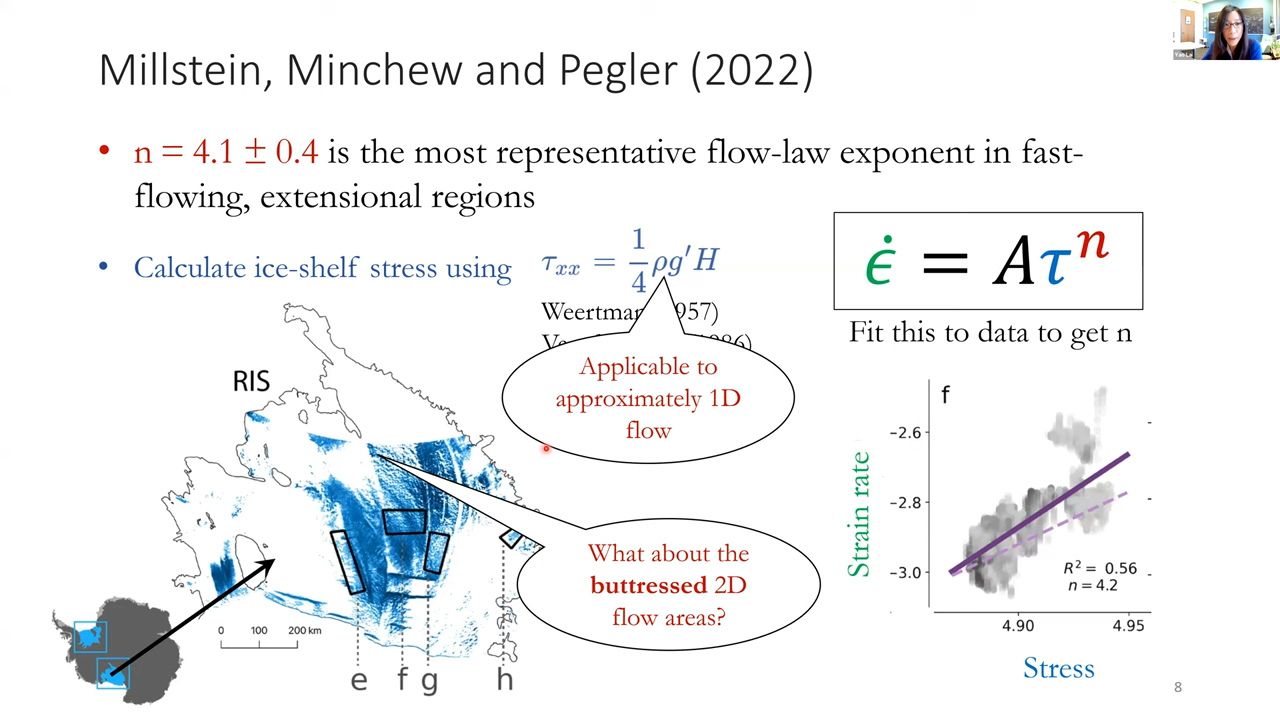 Millstein, Minchew and Pegler (2022)
• n = 4.1 ± 0.4 is the most representative flow-law exponent in fast-
flowing, extensional regions
• Calculate ice-shelf stress using
τxx = 1/4 ρg′H
Weertman 957)
986)
Applicable to
approximately 1D
flow
ϵ̇ = Aτⁿ
Fit this to data to get n
RIS
What about the
buttressed 2D
flow areas?
0 100 200 km
e f g h
f
−2.6
−2.8
−3.0
Strain rate
R² = 0.56
n = 4.2
4.90 4.95
Stress
8